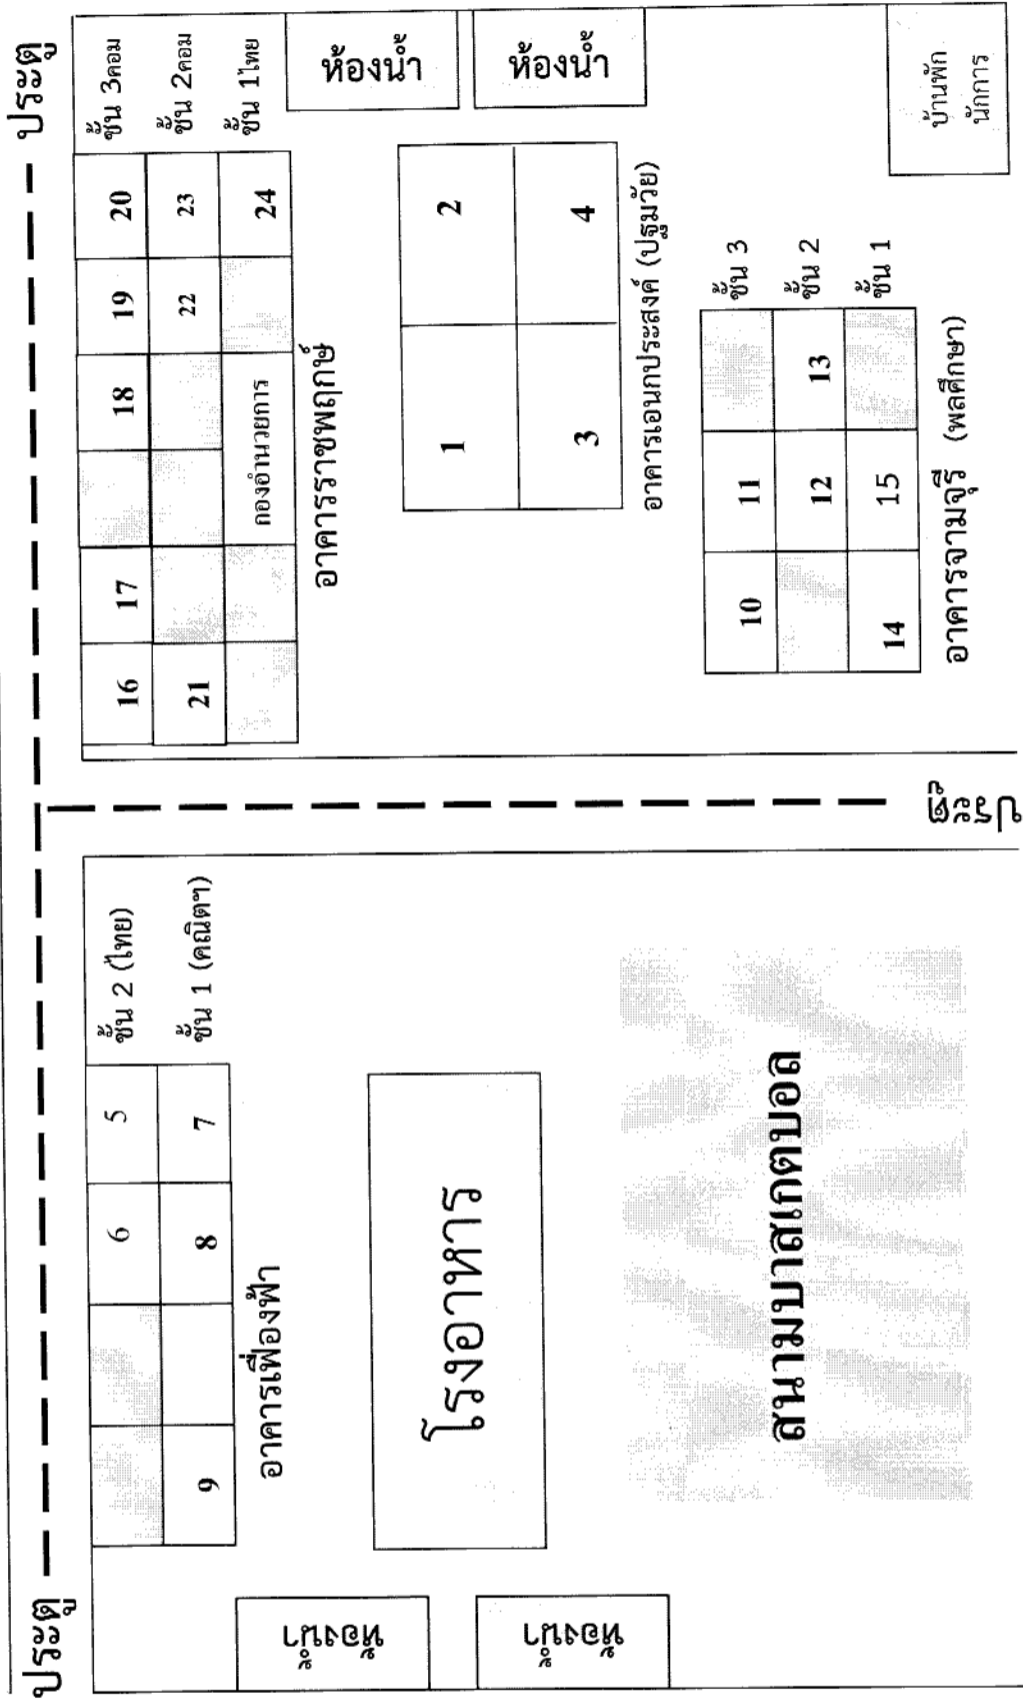 ประตู ประตู
6 5 ชั้น 2 (ไทย)
9 8 7 ชั้น 1 (คณิตฯ)
อาคารเฟื่องฟ้า
ห้องน้ำ
ห้องน้ำ
โรงอาหาร
สนามบาสเกตบอล
ประตู
16 17 18 19 20 ชั้น 3คอม
21 22 23 ชั้น 2คอม
กองอำนวยการ 24 ชั้น 1ไทย
อาคารราชพฤกษ์
ห้องน้ำ
ห้องน้ำ
1 2
3 4
อาคารเอนกประสงค์ (ปฐมวัย)
10 11 ชั้น 3
12 13 ชั้น 2
14 15 ชั้น 1
อาคารจามจุรี (พลศึกษา)
บ้านพัก
นักการ